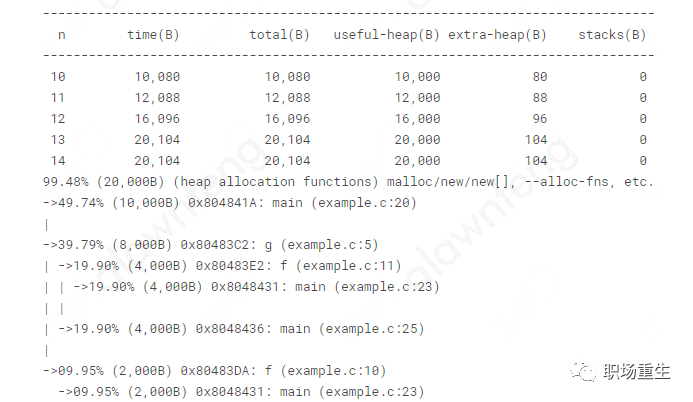 --------------------------------------------------------------------------------
n time(B) total(B) useful-heap(B) extra-heap(B) stacks(B)
--------------------------------------------------------------------------------
10 10,080 10,080 10,000 80 0
11 12,088 12,088 12,000 88 0
12 16,096 16,096 16,000 96 0
13 20,104 20,104 20,000 104 0
14 20,104 20,104 20,000 104 0
99.48% (20,000B) (heap allocation functions) malloc/new/new[], --alloc-fns, etc.
->49.74% (10,000B) 0x804841A: main (example.c:20)
|
->39.79% (8,000B) 0x80483C2: g (example.c:5)
| ->19.90% (4,000B) 0x80483E2: f (example.c:11)
| | ->19.90% (4,000B) 0x8048431: main (example.c:23)
| |
| ->19.90% (4,000B) 0x8048436: main (example.c:25)
|
->09.95% (2,000B) 0x80483DA: f (example.c:10)
->09.95% (2,000B) 0x8048431: main (example.c:23)
职场重生
alawnfeng
alawnfeng